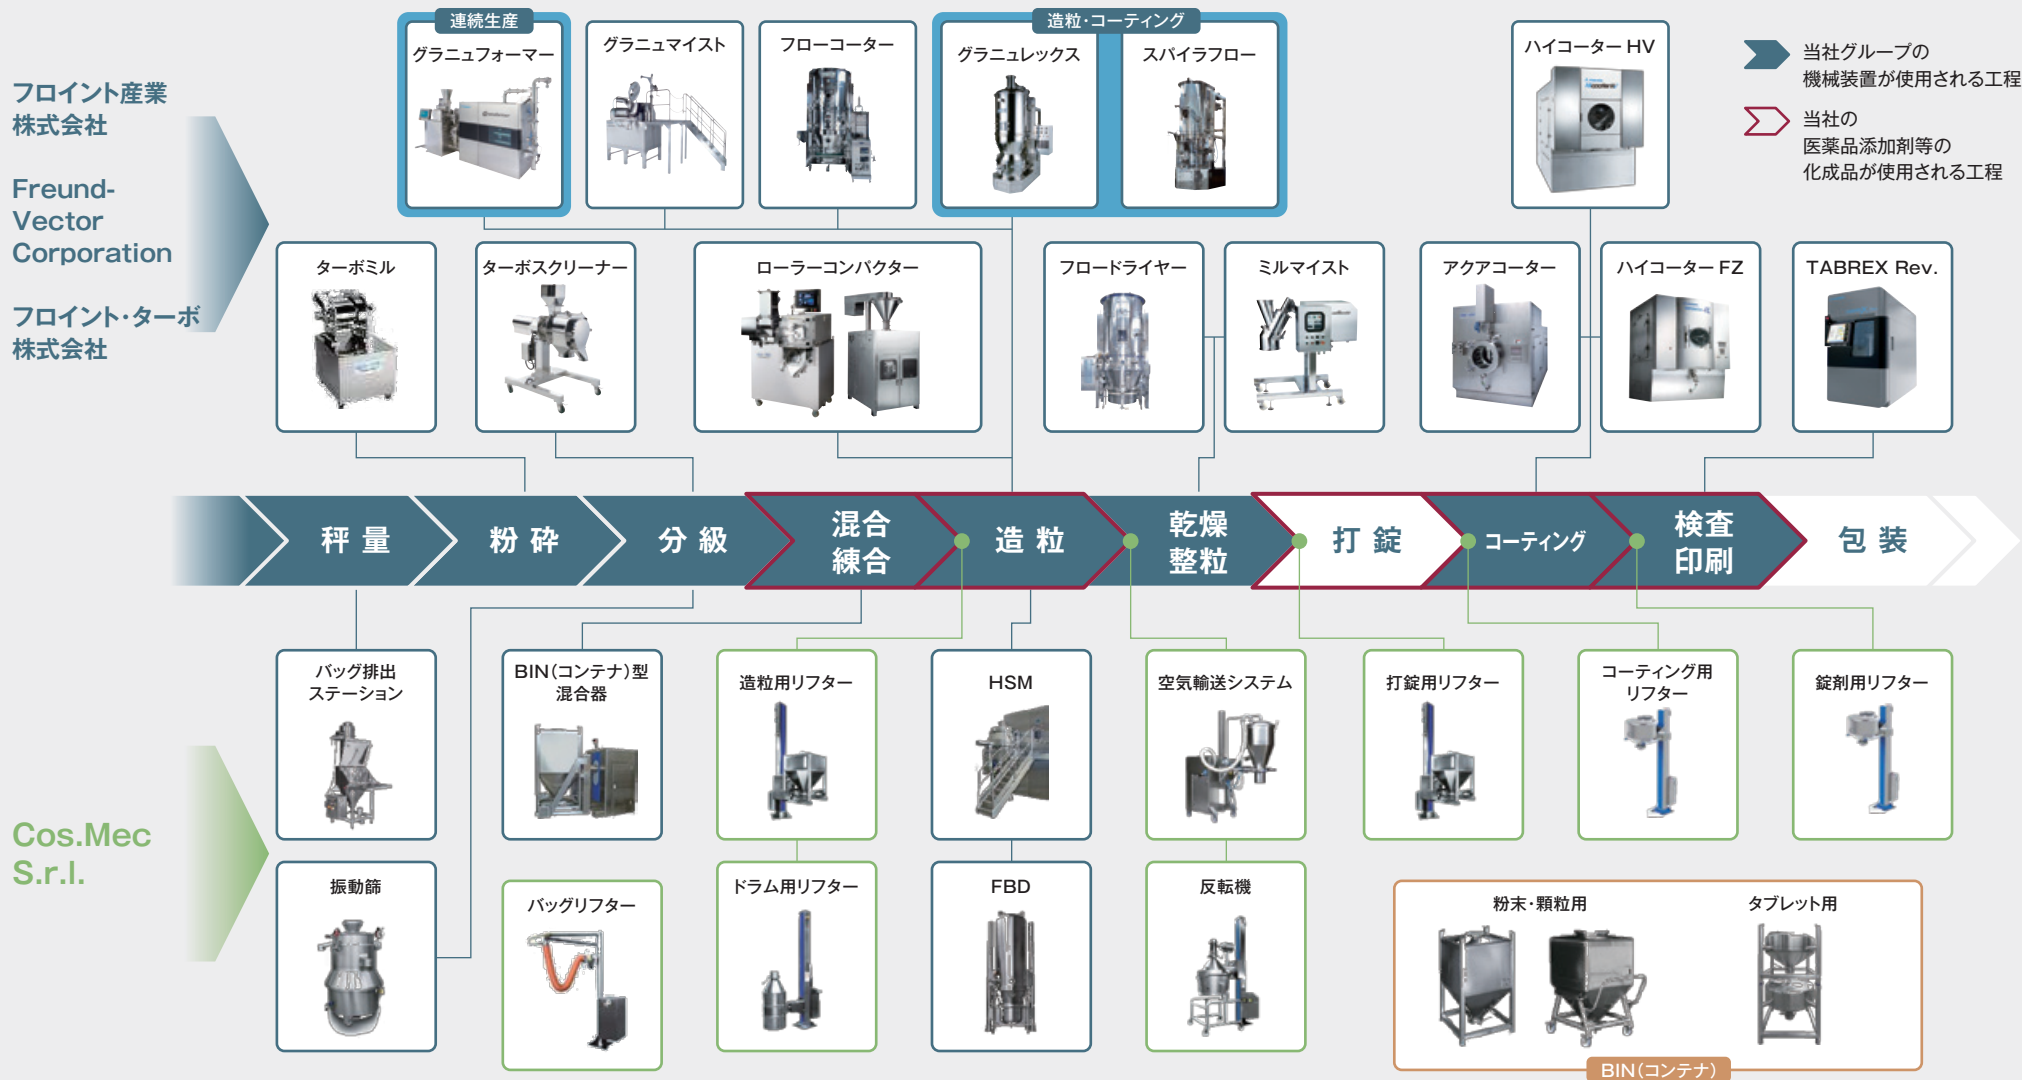 連続生産
造粒・コーティング
グラニュフォーマー
グラニュマイスト
フローコーター
グラニュレックス
スパイラフロー
ハイコーター HV
当社グループの
機械装置が使用される工程
当社の
医薬品添加剤等の
化成品が使用される工程
フロイント産業
株式会社
Freund-
Vector
Corporation
フロイント・ターボ
株式会社
ターボミル
ターボスクリーナー
ローラーコンパクター
フロードライヤー
ミルマイスト
アクアコーター
ハイコーター FZ
TABREX Rev.
秤量
粉砕
分級
混合
練合
造粒
乾燥
整粒
打錠
コーティング
検査
印刷
包装
Cos.Mec
S.r.l.
バッグ排出
ステーション
BIN(コンテナ)型
混合器
造粒用リフター
HSM
空気輸送システム
打錠用リフター
コーティング用
リフター
錠剤用リフター
振動篩
バッグリフター
ドラム用リフター
FBD
反転機
粉末・顆粒用
タブレット用
BIN(コンテナ)